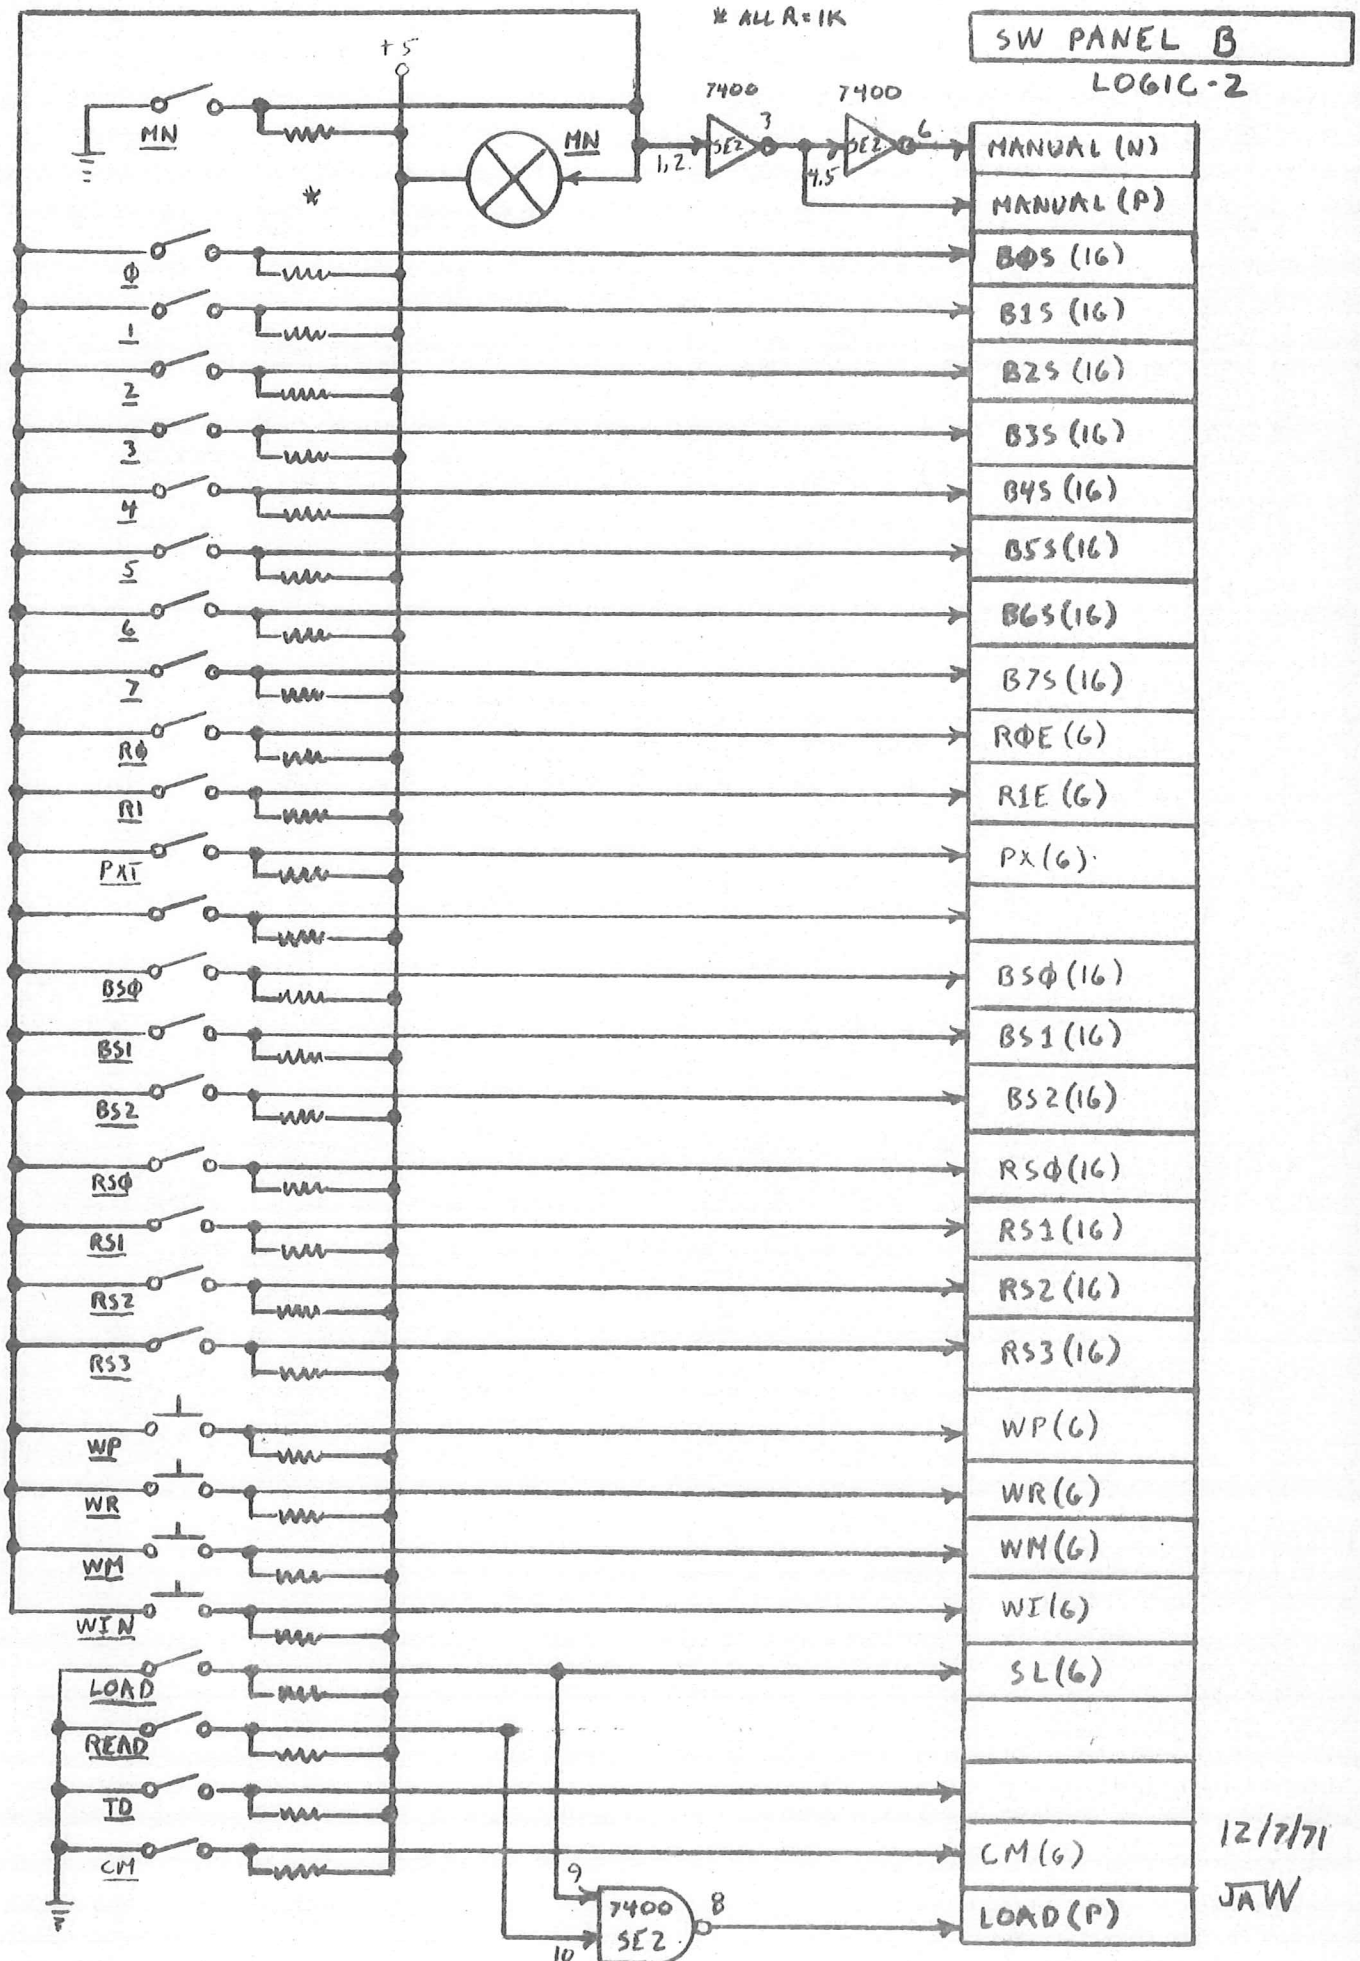 * ALL R=1K
SW PANEL B
LOGIC-2
+5
7400
7400
MN
MN
*
1,2.
SE2
3
4,5
SE2
6
MANUAL (N)
MANUAL (P)
φ
BφS (16)
1
B1S (16)
2
B2S (16)
3
B3S (16)
4
B4S (16)
5
B5S (16)
6
B6S (16)
7
B7S (16)
Rφ
RφE (6)
R1
R1E (6)
PXT
PX (6)
BSφ
BSφ (16)
BS1
BS1 (16)
BS2
BS2 (16)
RSφ
RSφ (16)
RS1
RS1 (16)
RS2
RS2 (16)
RS3
RS3 (16)
WP
WP (6)
WR
WR (6)
WM
WM (6)
WIN
WI (6)
LOAD
SL (6)
READ
TD
CM
CM (6)
12/7/71
JAW
9
10
7400
SE2
8
LOAD (P)